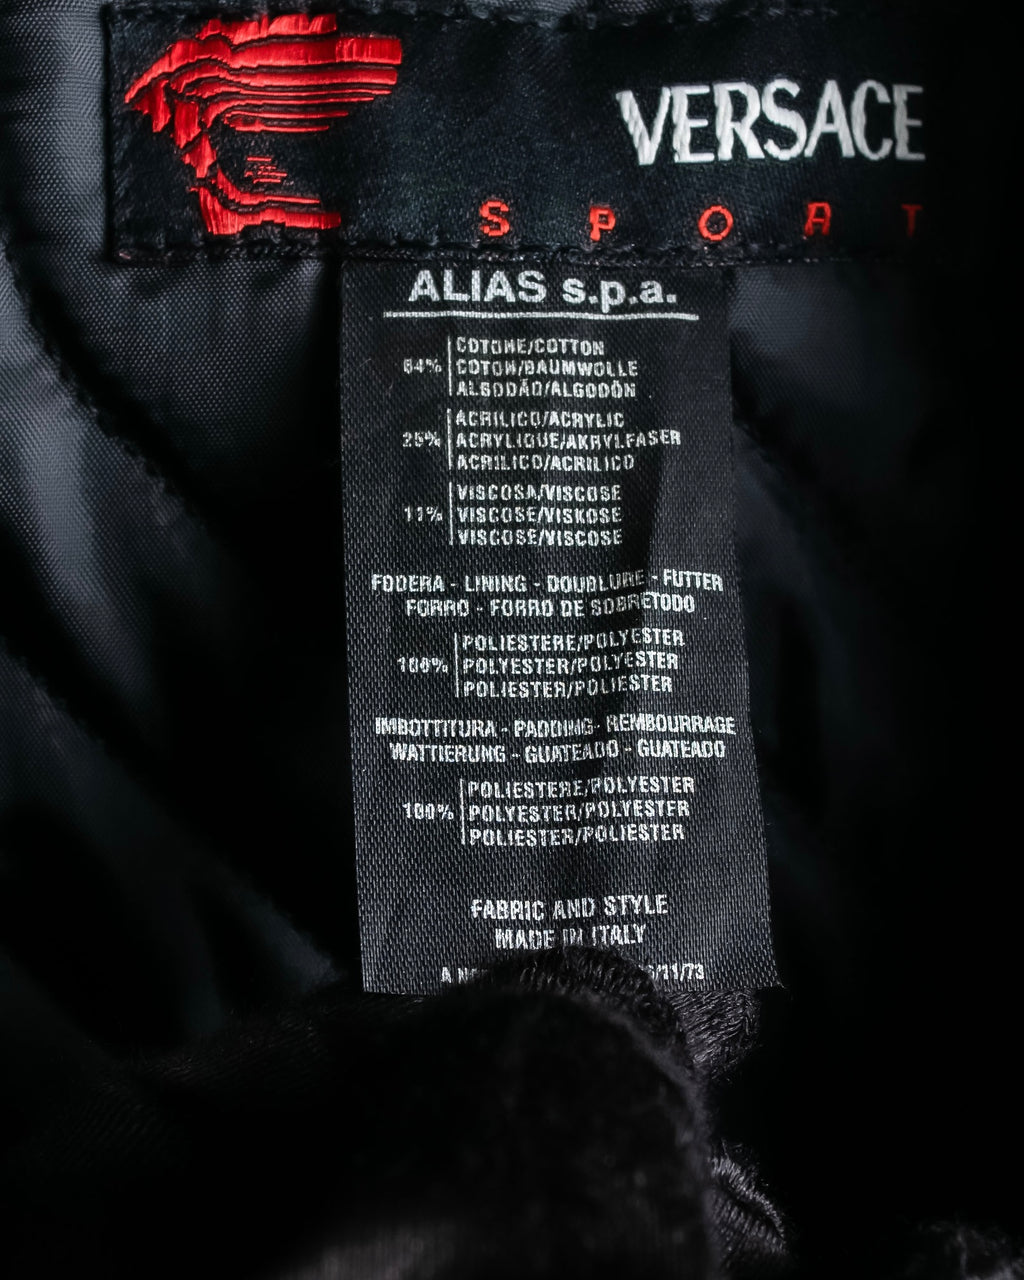 VERSACE
SPORT
ALIAS s.p.a.
64% COTONE/COTTON
COTON/BAUMWOLLE
ALGODÃO/ALGODÓN
25% ACRILICO/ACRYLIC
ACRYLIQUE/AKRYLFASER
ACRILICO/ACRILICO
11% VISCOSA/VISCOSE
VISCOSE/VISKOSE
VISCOSE/VISCOSE
FODERA - LINING - DOUDLURE - FUTTER
FORRO - FORRO DE SOBRETODO
100% POLIESTERE/POLYESTER
POLYESTER/POLYESTER
POLIESTER/POLIESTER
IMBOTTITURA - PADDING- REMBOURRAGE
WATTIERUNG - GUATEADO - GUATEADO
100% POLIESTERE/POLYESTER
POLYESTER/POLYESTER
POLIESTER/POLIESTER
FABRIC AND STYLE
MADE IN ITALY
A /11/73